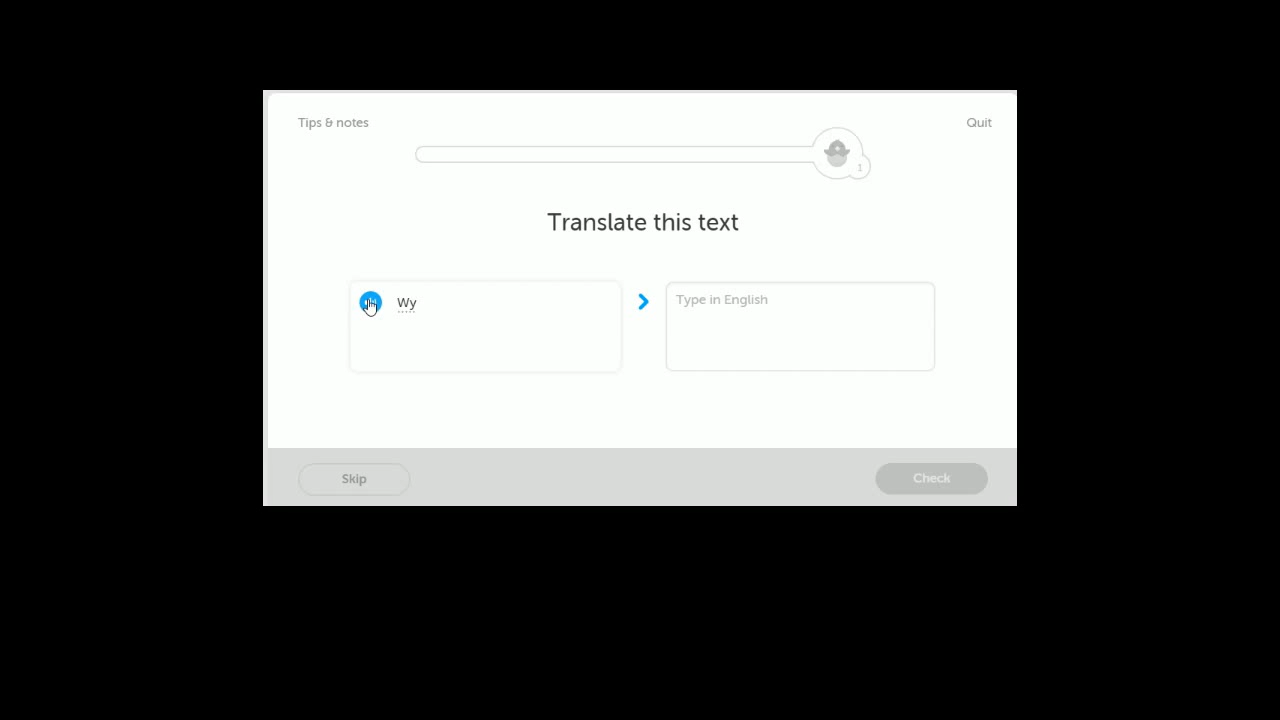 Tips & notes
Quit
1
Translate this text
Wy
Type in English
Skip
Check